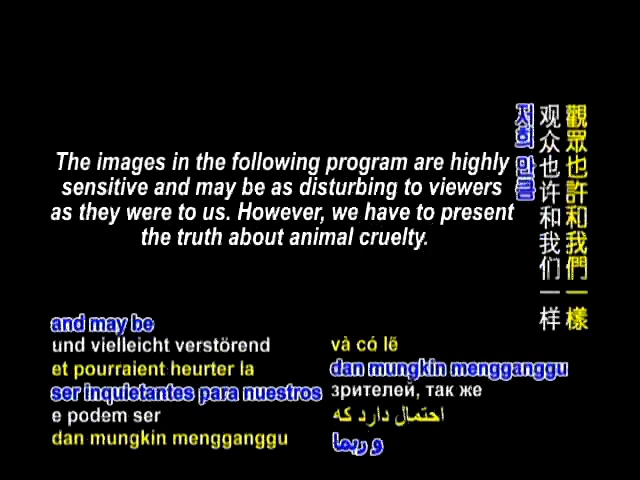 The images in the following program are highly
sensitive and may be as disturbing to viewers
as they were to us. However, we have to present
the truth about animal cruelty.
觀眾也許和我們一樣
观众也许和我们一样
저희 만큼
and may be
und vielleicht verstörend
et pourraient heurter la
ser inquietantes para nuestros
e podem ser
dan mungkin mengganggu
và có lẽ
dan mungkin mengganggu
зрителей, так же
احتمال دارد که
و ربما